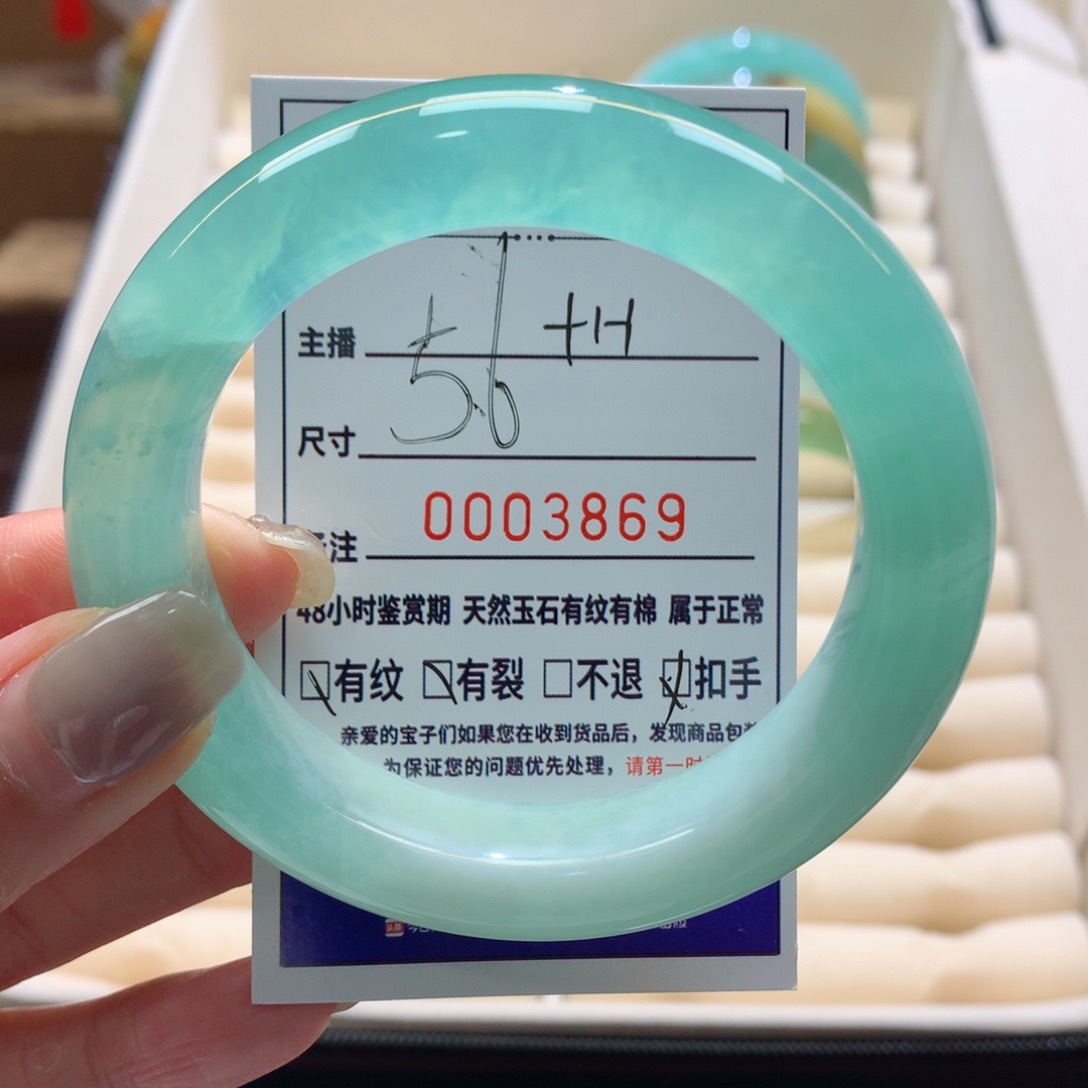 主播 +H
尺寸 56
注
0003869
48小时鉴赏期 天然玉石有纹有棉 属于正常
有纹 有裂 不退 扣手
亲爱的宝子们如果您在收到货品后，发现商品包
为保证您的问题优先处理，请第一时